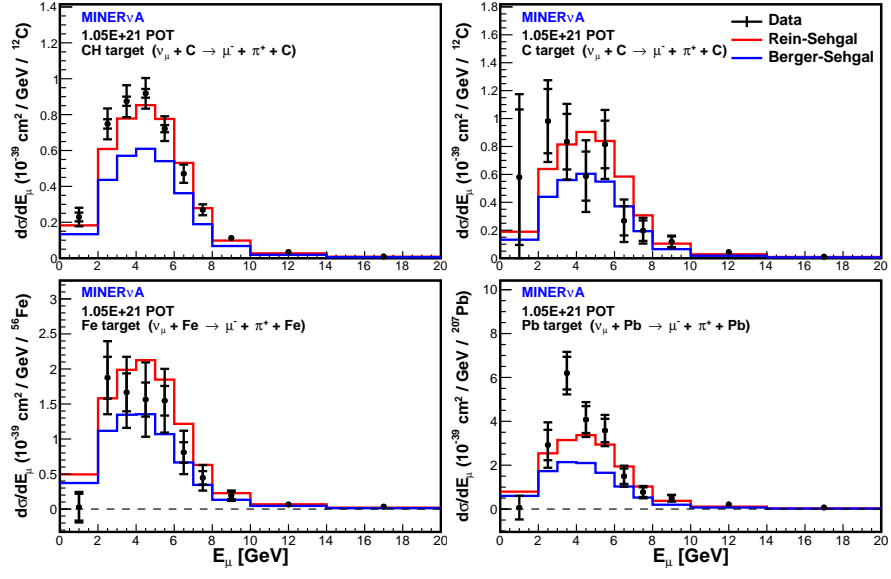 MINERνA
1.05E+21 POT
CH target (ν_μ + C → μ⁻ + π⁺ + C)
dσ/dE_μ (10⁻³⁹ cm² / GeV / ¹²C)
1.4
1.2
1
0.8
0.6
0.4
0.2
0
0 2 4 6 8 10 12 14 16 18 20
MINERνA
1.05E+21 POT
C target (ν_μ + C → μ⁻ + π⁺ + C)
Data
Rein-Sehgal
Berger-Sehgal
dσ/dE_μ (10⁻³⁹ cm² / GeV / ¹²C)
1.8
1.6
1.4
1.2
1.0
0.8
0.6
0.4
0.2
0
0 2 4 6 8 10 12 14 16 18 20
MINERνA
1.05E+21 POT
Fe target (ν_μ + Fe → μ⁻ + π⁺ + Fe)
dσ/dE_μ (10⁻³⁹ cm² / GeV / ⁵⁶Fe)
3
2.5
2
1.5
1
0.5
0
0 2 4 6 8 10 12 14 16 18 20
E_μ [GeV]
MINERνA
1.05E+21 POT
Pb target (ν_μ + Pb → μ⁻ + π⁺ + Pb)
dσ/dE_μ (10⁻³⁹ cm² / GeV / ²⁰⁷Pb)
10
8
6
4
2
0
0 2 4 6 8 10 12 14 16 18 20
E_μ [GeV]